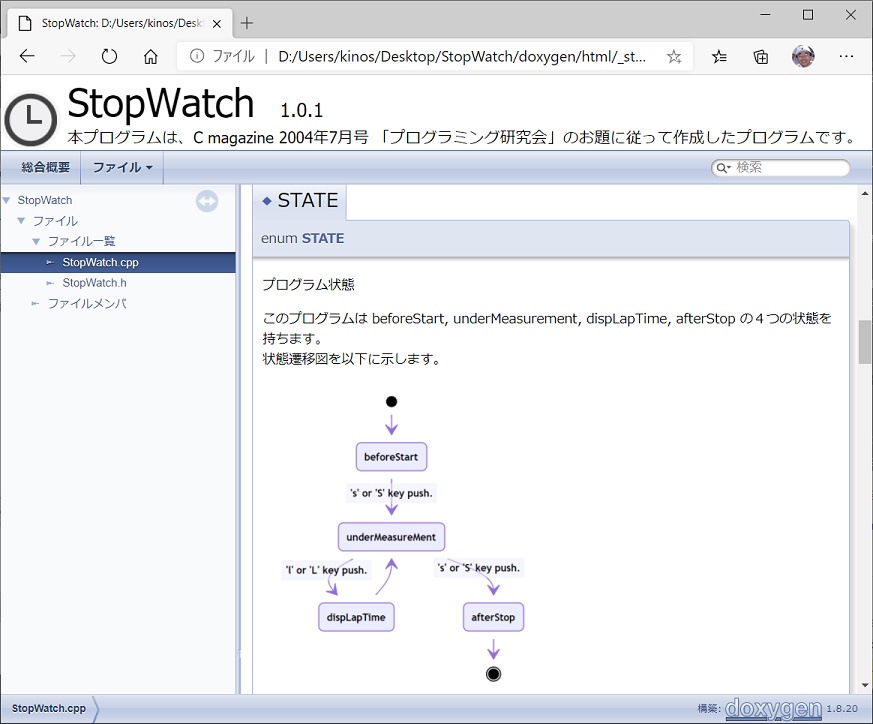 StopWatch: D:/Users/kinos/Desk
ファイル D:/Users/kinos/Desktop/StopWatch/doxygen/html/_st...
StopWatch 1.0.1
本プログラムは、C magazine 2004年7月号 「プログラミング研究会」のお題に従って作成したプログラムです。
総合概要 ファイル 検索
StopWatch
ファイル
ファイル一覧
StopWatch.cpp
StopWatch.h
ファイルメンバ
STATE
enum STATE
プログラム状態
このプログラムは beforeStart, underMeasurement, dispLapTime, afterStop の４つの状態を
持ちます。
状態遷移図を以下に示します。
beforeStart
's' or 'S' key push.
underMeasureMent
'l' or 'L' key push. 's' or 'S' key push.
dispLapTime afterStop
StopWatch.cpp 構築: doxygen 1.8.20